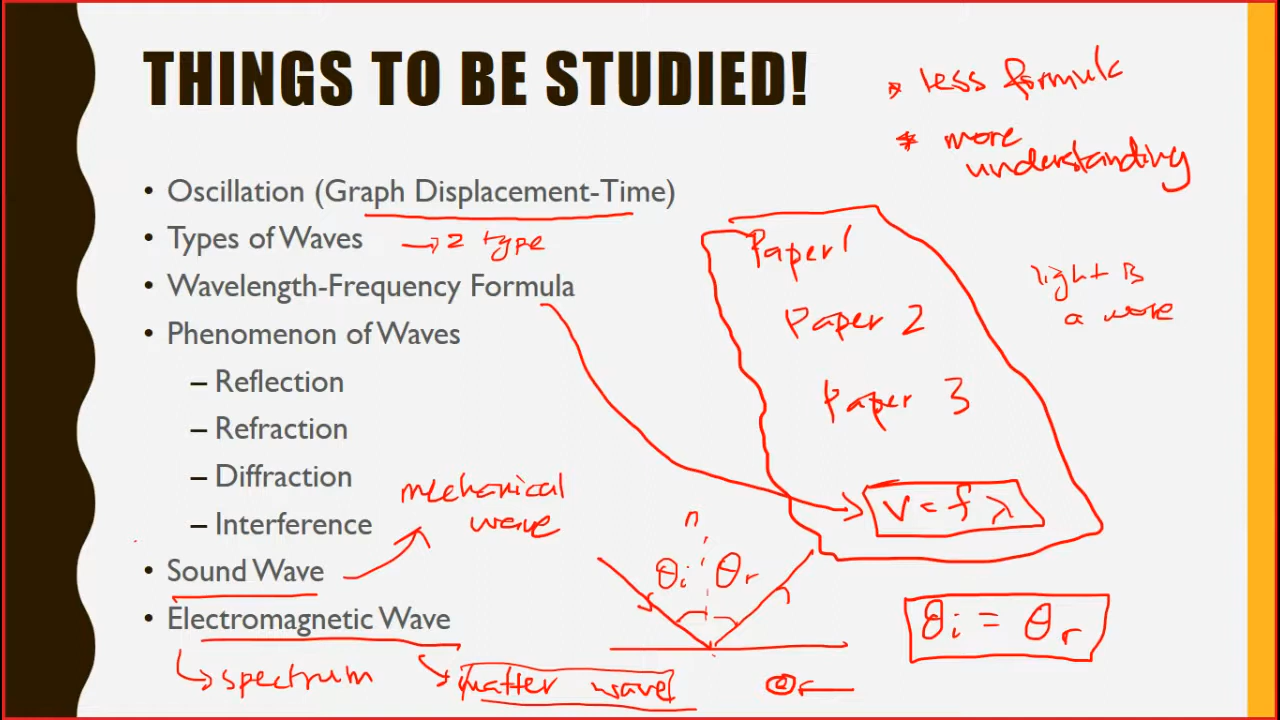 THINGS TO BE STUDIED!
* less formula
* more
understanding
• Oscillation (Graph Displacement-Time)
• Types of Waves → 2 type
• Wavelength-Frequency Formula
• Phenomenon of Waves
– Reflection
– Refraction
– Diffraction
– Interference
• Sound Wave
• Electromagnetic Wave
mechanical
wave
spectrum
matter wave
Paper 1
Paper 2
Paper 3
v = f λ
light is
a wave
n
θi θr
θi = θr